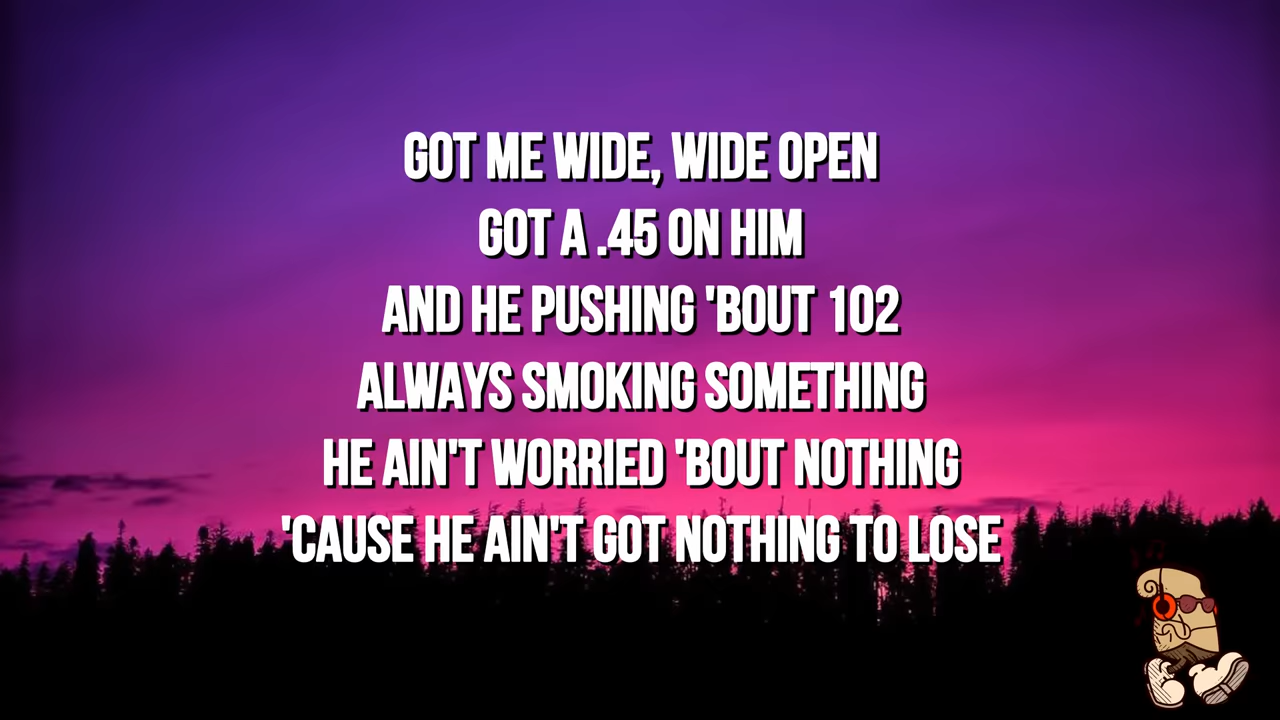 GOT ME WIDE, WIDE OPEN
GOT A .45 ON HIM
AND HE PUSHING 'BOUT 102
ALWAYS SMOKING SOMETHING
HE AIN'T WORRIED 'BOUT NOTHING
'CAUSE HE AIN'T GOT NOTHING TO LOSE